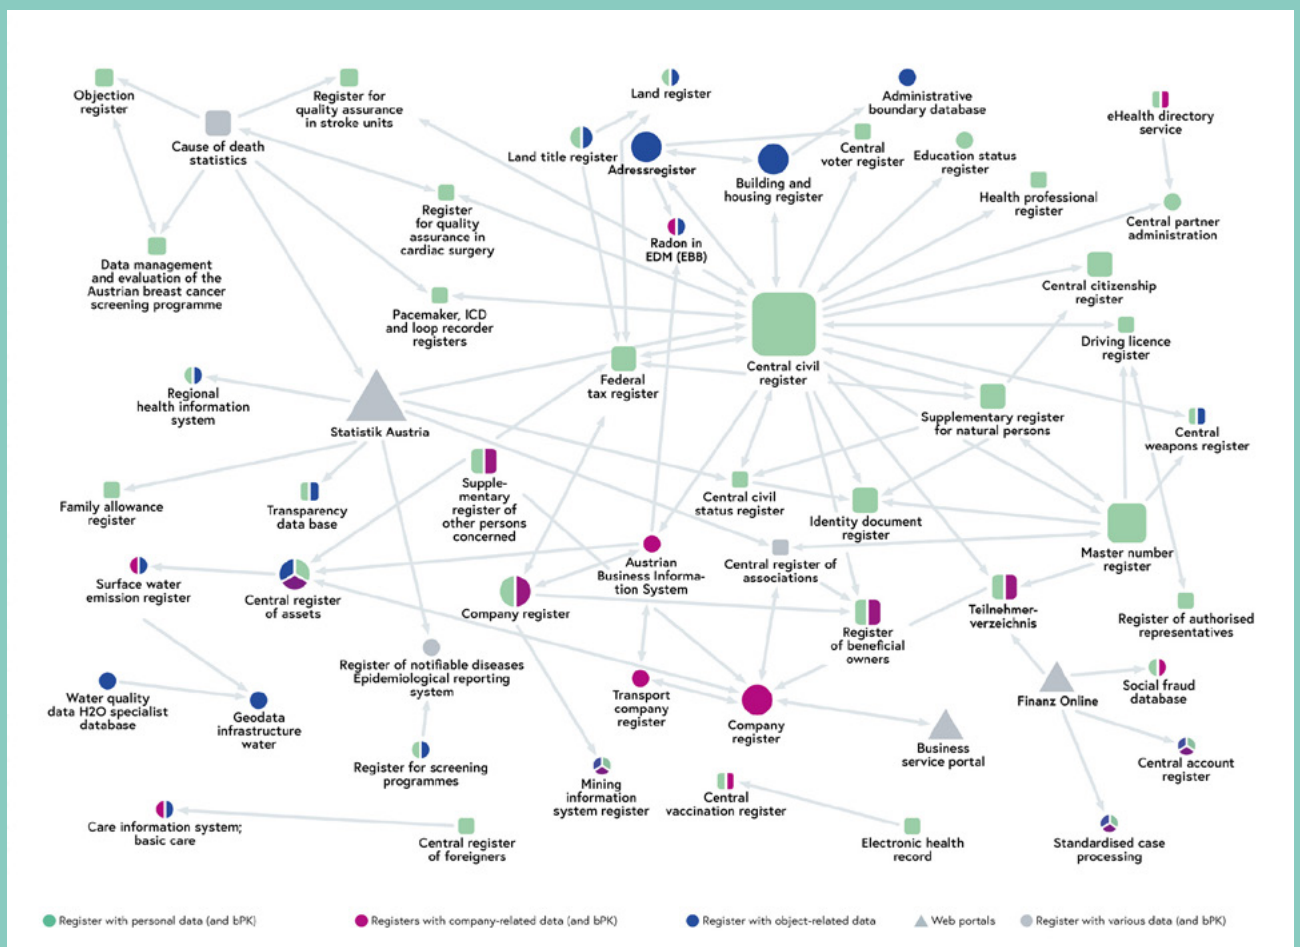 Objection
register
Register for
quality assurance
in stroke units
Cause of death
statistics
Land register
Land title register
Adressregister
Administrative
boundary database
Central
voter register
Building and
housing register
Education status
register
eHealth directory
service
Health professional
register
Central partner
administration
Register
for quality
assurance in
cardiac surgery
Radon in
EDM (EBB)
Data management
and evaluation of the
Austrian breast cancer
screening programme
Central citizenship
register
Pacemaker, ICD
and loop recorder
registers
Driving licence
register
Central civil
register
Federal
tax register
Regional
health information
system
Statistik Austria
Supplementary register
for natural persons
Central
weapons register
Family allowance
register
Transparency
data base
Supple-
mentary
register of
other persons
concerned
Central civil
status register
Identity document
register
Master number
register
Surface water
emission register
Central register
of assets
Company register
Austrian
Business Informa-
tion System
Central register of
associations
Register
of beneficial
owners
Teilnehmer-
verzeichnis
Register of authorised
representatives
Register of notifiable diseases
Epidemiological reporting
system
Water quality
data H2O specialist
database
Geodata
infrastructure
water
Transport
company
register
Company
register
Finanz Online
Social fraud
database
Business
service portal
Central account
register
Register for screening
programmes
Mining
information
system register
Central
vaccination register
Care information system;
basic care
Central register
of foreigners
Electronic health
record
Standardised case
processing
Register with personal data (and bPK)
Registers with company-related data (and bPK)
Register with object-related data
Web portals
Register with various data (and bPK)